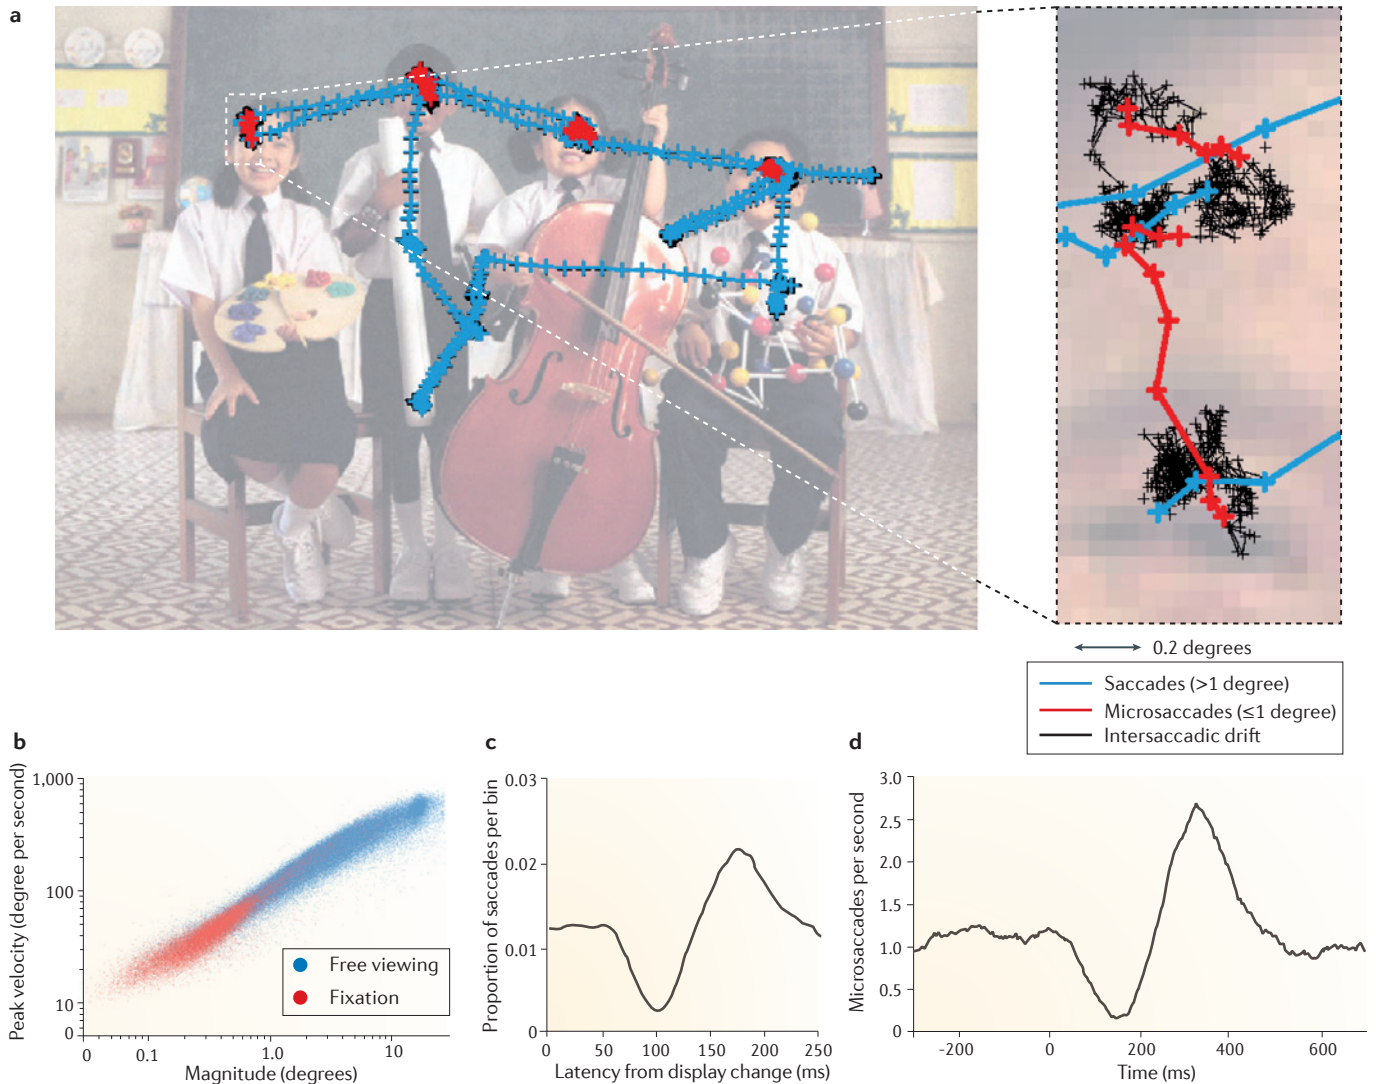 a
0.2 degrees
Saccades (>1 degree)
Microsaccades (≤1 degree)
Intersaccadic drift
b
Peak velocity (degree per second)
1,000
100
10
0
0
0.1
1.0
10
Magnitude (degrees)
Free viewing
Fixation
c
Proportion of saccades per bin
0.03
0.02
0.01
0
0
50
100
150
200
250
Latency from display change (ms)
d
Microsaccades per second
3.0
2.5
2.0
1.5
1.0
0.5
0
-200
0
200
400
600
Time (ms)